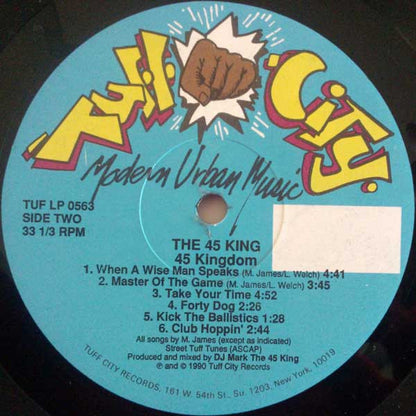 Tuff City
Modern Urban Music
TUF LP 0563
SIDE TWO
33 1/3 RPM
THE 45 KING
45 Kingdom
1. When A Wise Man Speaks (M. James/L. Welch) 4:41
2. Master Of The Game (M. James/L. Welch) 3:45
3. Take Your Time 4:52
4. Forty Dog 2:26
5. Kick The Ballistics 1:28
6. Club Hoppin' 2:44
All songs by M. James (except as indicated)
Street Tuff Tunes (ASCAP)
Produced and mixed by DJ Mark The 45 King
© and ℗ 1990 Tuff City Records
TUFF CITY RECORDS, 161 W. 54th St., Su. 1203, New York, N.Y. 10019